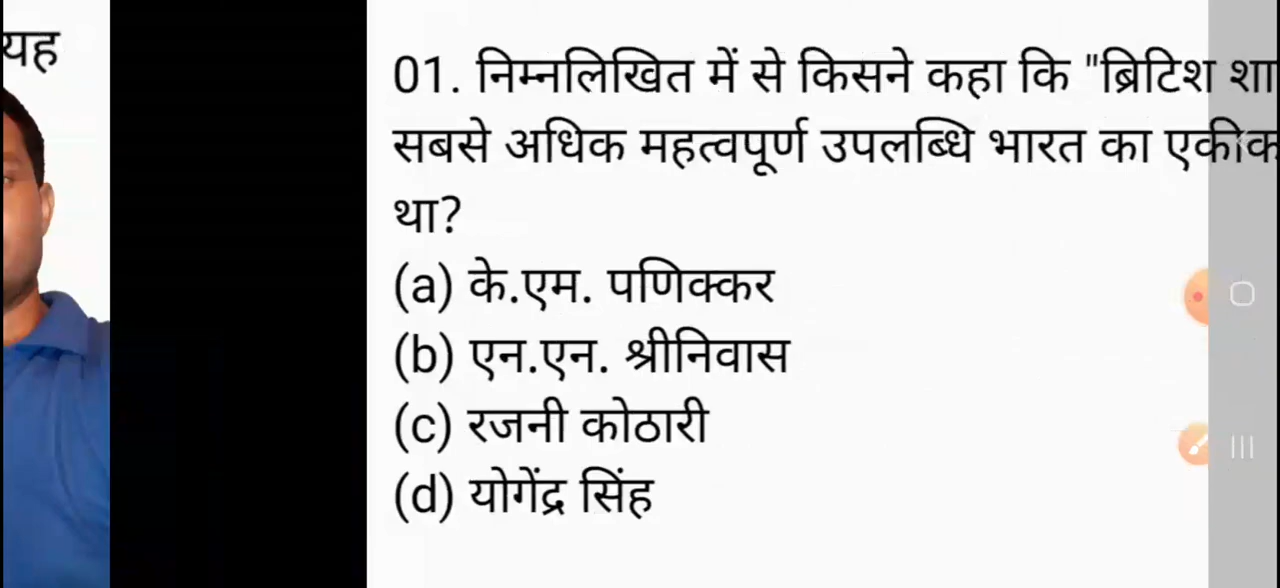 यह
01. निम्नलिखित में से किसने कहा कि "ब्रिटिश
सबसे अधिक महत्वपूर्ण उपलब्धि भारत का
था?
(a) के.एम. पणिक्कर
(b) एन.एन. श्रीनिवास
(c) रजनी कोठारी
(d) योगेंद्र सिंह